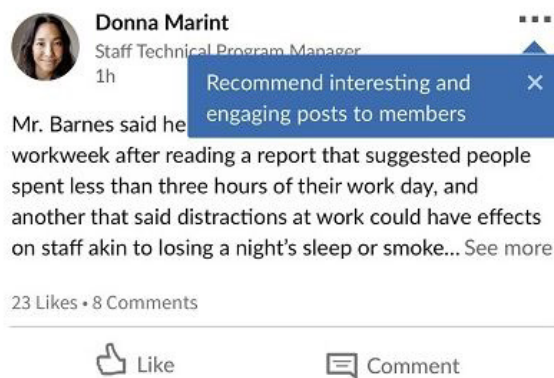 Donna Marint
Staff Technical Program Manager
1h
Recommend interesting and
engaging posts to members
Mr. Barnes said he
workweek after reading a report that suggested people
spent less than three hours of their work day, and
another that said distractions at work could have effects
on staff akin to losing a night's sleep or smoke... See more
23 Likes • 8 Comments
Like
Comment